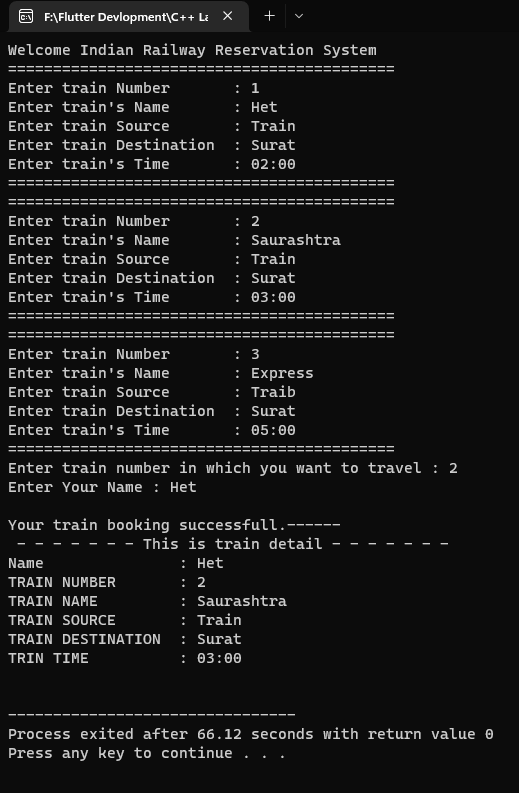 F:\Flutter Devlopment\C++ La
Welcome Indian Railway Reservation System
===========================================
Enter train Number       : 1
Enter train's Name       : Het
Enter train Source       : Train
Enter train Destination  : Surat
Enter train's Time       : 02:00
===========================================
===========================================
Enter train Number       : 2
Enter train's Name       : Saurashtra
Enter train Source       : Train
Enter train Destination  : Surat
Enter train's Time       : 03:00
===========================================
===========================================
Enter train Number       : 3
Enter train's Name       : Express
Enter train Source       : Traib
Enter train Destination  : Surat
Enter train's Time       : 05:00
===========================================
Enter train number in which you want to travel : 2
Enter Your Name : Het
Your train booking successfull.------
 - - - - - - - This is train detail - - - - - - -
Name               : Het
TRAIN NUMBER       : 2
TRAIN NAME         : Saurashtra
TRAIN SOURCE       : Train
TRAIN DESTINATION  : Surat
TRIN TIME          : 03:00
--------------------------------
Process exited after 66.12 seconds with return value 0
Press any key to continue . . .